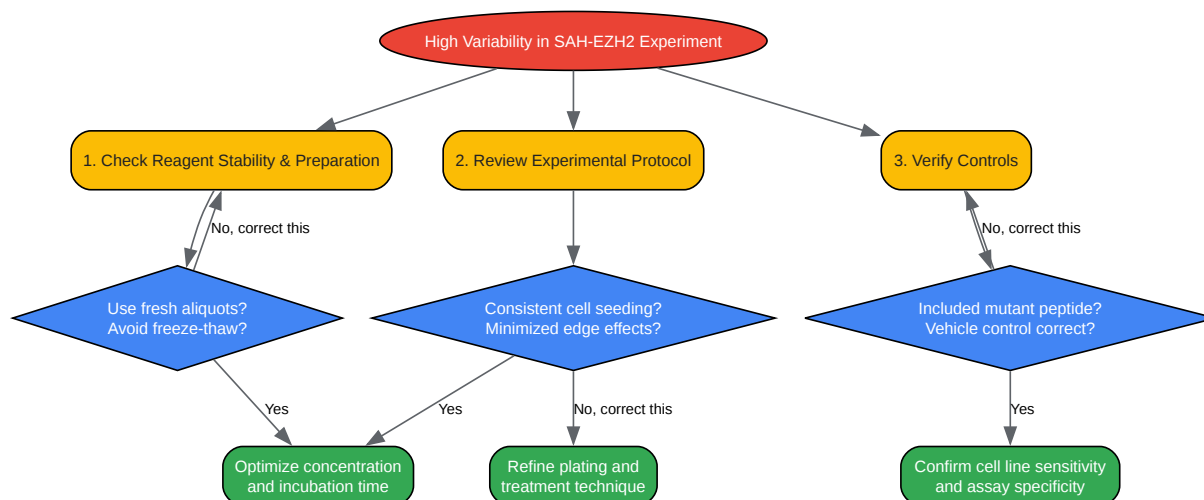 High Variability in SAH-EZH2 Experiment
1. Check Reagent Stability & Preparation
2. Review Experimental Protocol
3. Verify Controls
No, correct this
No, correct this
Use fresh aliquots?
Avoid freeze-thaw?
Consistent cell seeding?
Minimized edge effects?
Included mutant peptide?
Vehicle control correct?
Yes
Yes
No, correct this
Yes
Optimize concentration
and incubation time
Refine plating and
treatment technique
Confirm cell line sensitivity
and assay specificity